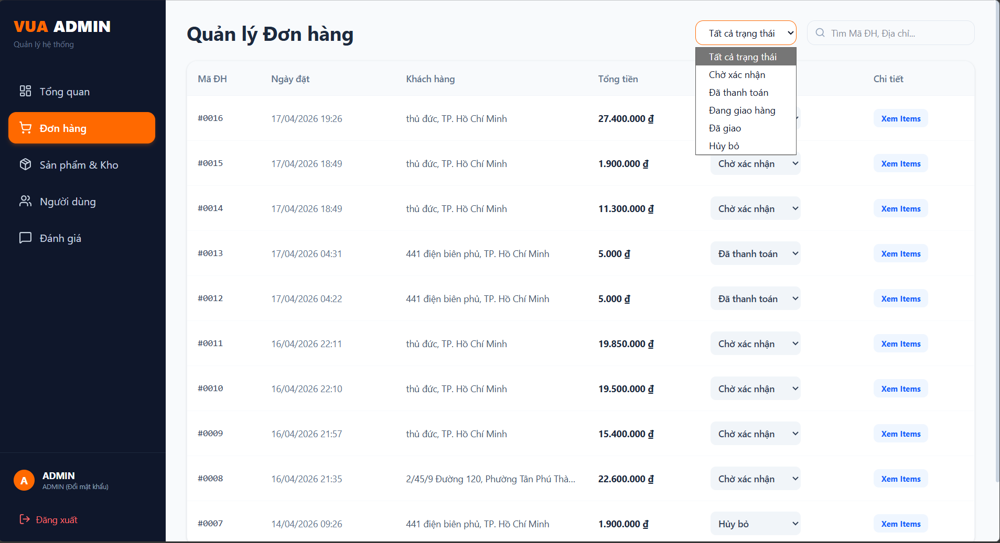 VUA ADMIN
Quản lý hệ thống
Tổng quan
Đơn hàng
Sản phẩm & Kho
Người dùng
Đánh giá
A
ADMIN
ADMIN (Đổi mật khẩu)
Đăng xuất
Quản lý Đơn hàng
Tất cả trạng thái
Tìm Mã ĐH, Địa chỉ...
Tất cả trạng thái
Chờ xác nhận
Đã thanh toán
Đang giao hàng
Đã giao
Hủy bỏ
Mã ĐH Ngày đặt Khách hàng Tổng tiền Chi tiết
#0016 17/04/2026 19:26 thủ đức, TP. Hồ Chí Minh 27.400.000 ₫ Xem Items
#0015 17/04/2026 18:49 thủ đức, TP. Hồ Chí Minh 1.900.000 ₫ Chờ xác nhận Xem Items
#0014 17/04/2026 18:49 thủ đức, TP. Hồ Chí Minh 11.300.000 ₫ Chờ xác nhận Xem Items
#0013 17/04/2026 04:31 441 điện biên phủ, TP. Hồ Chí Minh 5.000 ₫ Đã thanh toán Xem Items
#0012 17/04/2026 04:22 441 điện biên phủ, TP. Hồ Chí Minh 5.000 ₫ Đã thanh toán Xem Items
#0011 16/04/2026 22:11 thủ đức, TP. Hồ Chí Minh 19.850.000 ₫ Chờ xác nhận Xem Items
#0010 16/04/2026 22:10 thủ đức, TP. Hồ Chí Minh 19.500.000 ₫ Chờ xác nhận Xem Items
#0009 16/04/2026 21:57 thủ đức, TP. Hồ Chí Minh 15.400.000 ₫ Chờ xác nhận Xem Items
#0008 16/04/2026 21:35 2/45/9 Đường 120, Phường Tân Phú Thà... 22.600.000 ₫ Chờ xác nhận Xem Items
#0007 14/04/2026 09:26 441 điện biên phủ, TP. Hồ Chí Minh 1.900.000 ₫ Hủy bỏ Xem Items